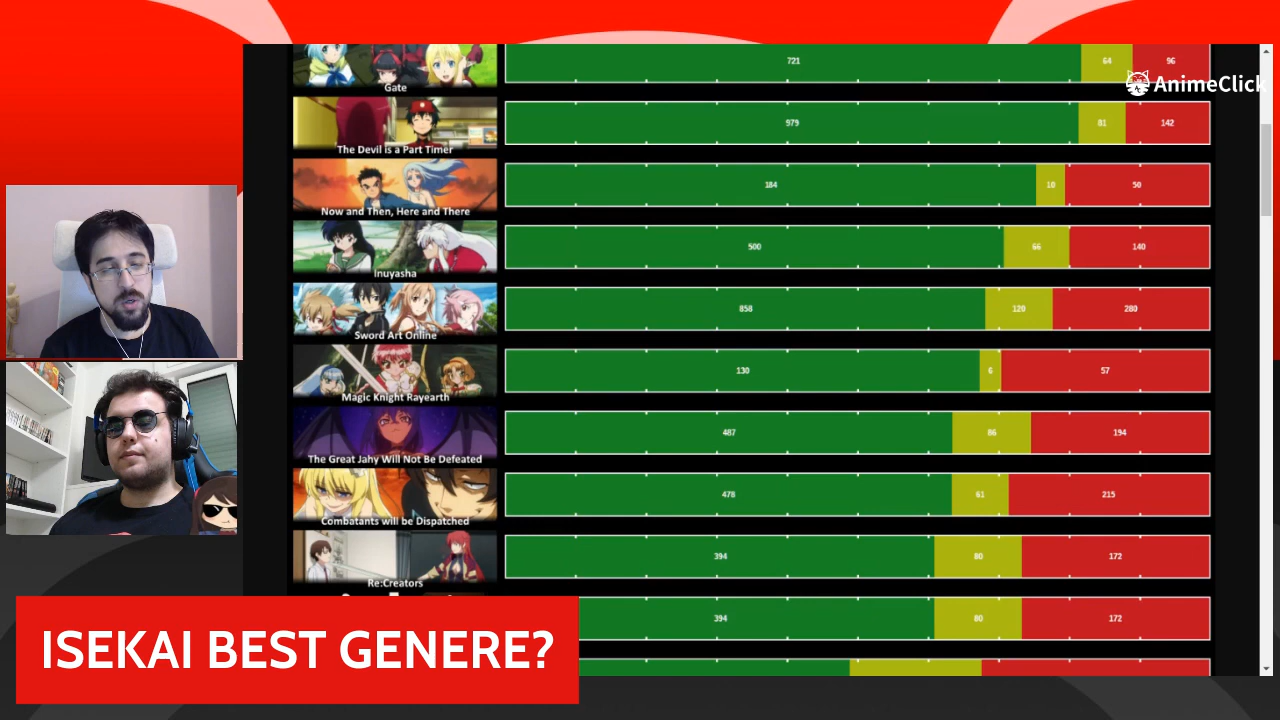 AnimeClick
Gate
721 64 96
The Devil is a Part Timer
979 81 142
Now and Then, Here and There
184 10 50
Inuyasha
500 66 140
Sword Art Online
858 120 280
Magic Knight Rayearth
130 6 57
The Great Jahy Will Not Be Defeated
487 86 194
Combatants will be Dispatched
478 61 215
Re:Creators
394 80 172
394 80 172
ISEKAI BEST GENERE?